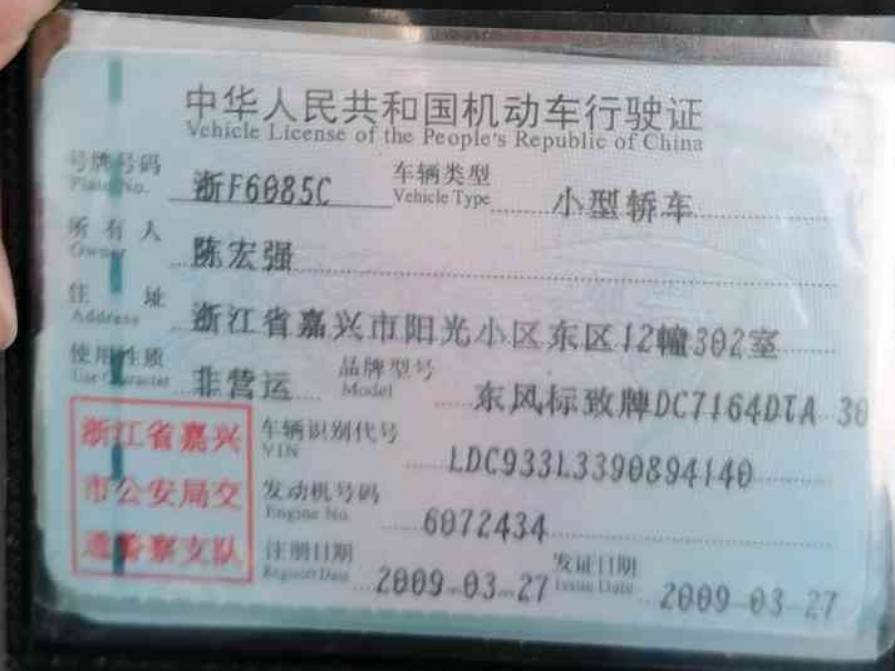 中华人民共和国机动车行驶证
Vehicle License of the People's Republic of China
号牌号码 浙F6085C 车辆类型 小型轿车
Plate No. Vehicle Type
所有人 陈宏强
Owner
住址 浙江省嘉兴市阳光小区东区12幢302室
Address
使用性质 非营运 品牌型号 东风标致牌DC7164DTA 30
Use Character Model
浙江省嘉兴
市公安局交
通警察支队
车辆识别代号 LDC933L3390894140
VIN
发动机号码 6072434
Engine No.
注册日期 2009-03-27 发证日期 2009-03-27
Register Date Issue Date